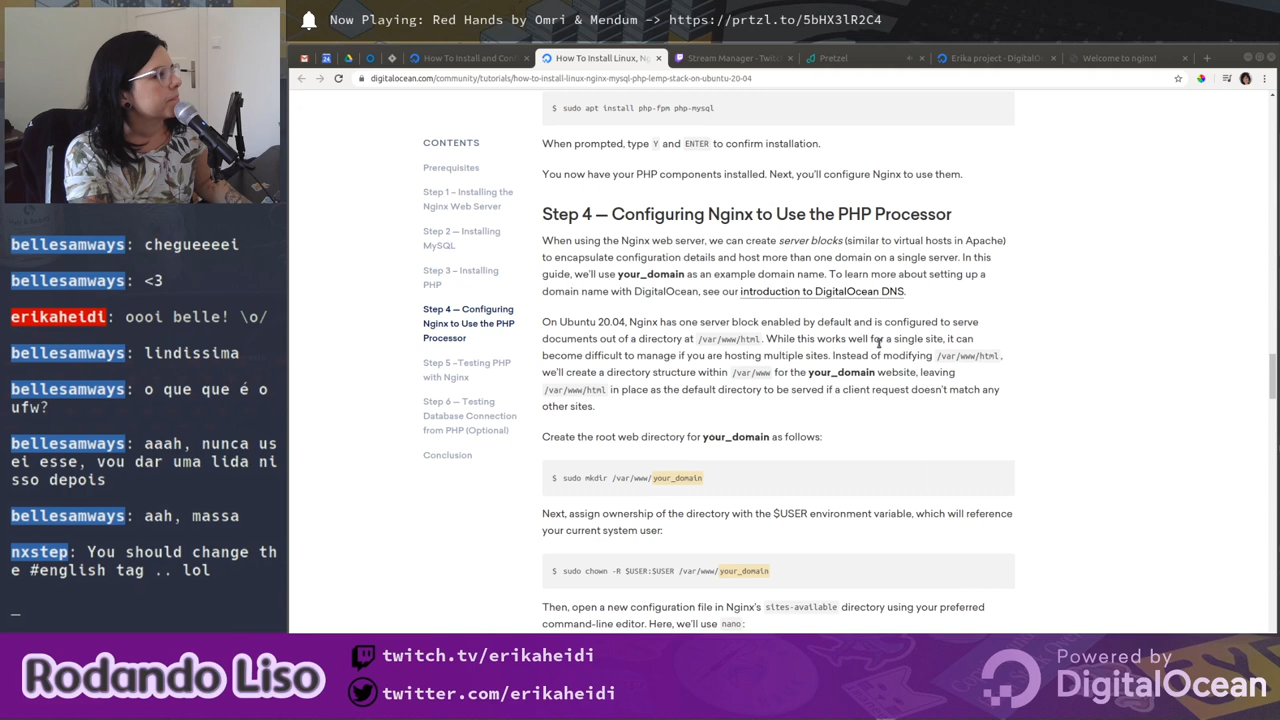 Now Playing: Red Hands by Omri & Mendum -> https://prtzl.to/5bHX3lR2C4
How To Install and Confi
How To Install Linux, Ng
Stream Manager - Twitch
Pretzel
Erika project - DigitalO
Welcome to nginx!
digitalocean.com/community/tutorials/how-to-install-linux-nginx-mysql-php-lemp-stack-on-ubuntu-20-04
$ sudo apt install php-fpm php-mysql
When prompted, type Y and ENTER to confirm installation.
You now have your PHP components installed. Next, you'll configure Nginx to use them.
CONTENTS
Prerequisites
Step 1 – Installing the
Nginx Web Server
Step 2 — Installing
MySQL
Step 3 – Installing
PHP
Step 4 — Configuring
Nginx to Use the PHP
Processor
Step 5 –Testing PHP
with Nginx
Step 6 — Testing
Database Connection
from PHP (Optional)
Conclusion
Step 4 — Configuring Nginx to Use the PHP Processor
When using the Nginx web server, we can create server blocks (similar to virtual hosts in Apache)
to encapsulate configuration details and host more than one domain on a single server. In this
guide, we'll use your_domain as an example domain name. To learn more about setting up a
domain name with DigitalOcean, see our introduction to DigitalOcean DNS.
On Ubuntu 20.04, Nginx has one server block enabled by default and is configured to serve
documents out of a directory at /var/www/html. While this works well for a single site, it can
become difficult to manage if you are hosting multiple sites. Instead of modifying /var/www/html,
we'll create a directory structure within /var/www for the your_domain website, leaving
/var/www/html in place as the default directory to be served if a client request doesn't match any
other sites.
Create the root web directory for your_domain as follows:
$ sudo mkdir /var/www/your_domain
Next, assign ownership of the directory with the $USER environment variable, which will reference
your current system user:
$ sudo chown -R $USER:$USER /var/www/your_domain
Then, open a new configuration file in Nginx's sites-available directory using your preferred
command-line editor. Here, we'll use nano:
bellesamways: chegueeeei
bellesamways: <3
erikaheidi: oooi belle! \o/
bellesamways: lindissima
bellesamways: o que que é o
ufw?
bellesamways: aaah, nunca us
ei esse, vou dar uma lida ni
sso depois
bellesamways: aah, massa
nxstep: You should change th
e #english tag .. lol
_
Rodando Liso
twitch.tv/erikaheidi
twitter.com/erikaheidi
Powered by
DigitalOcean